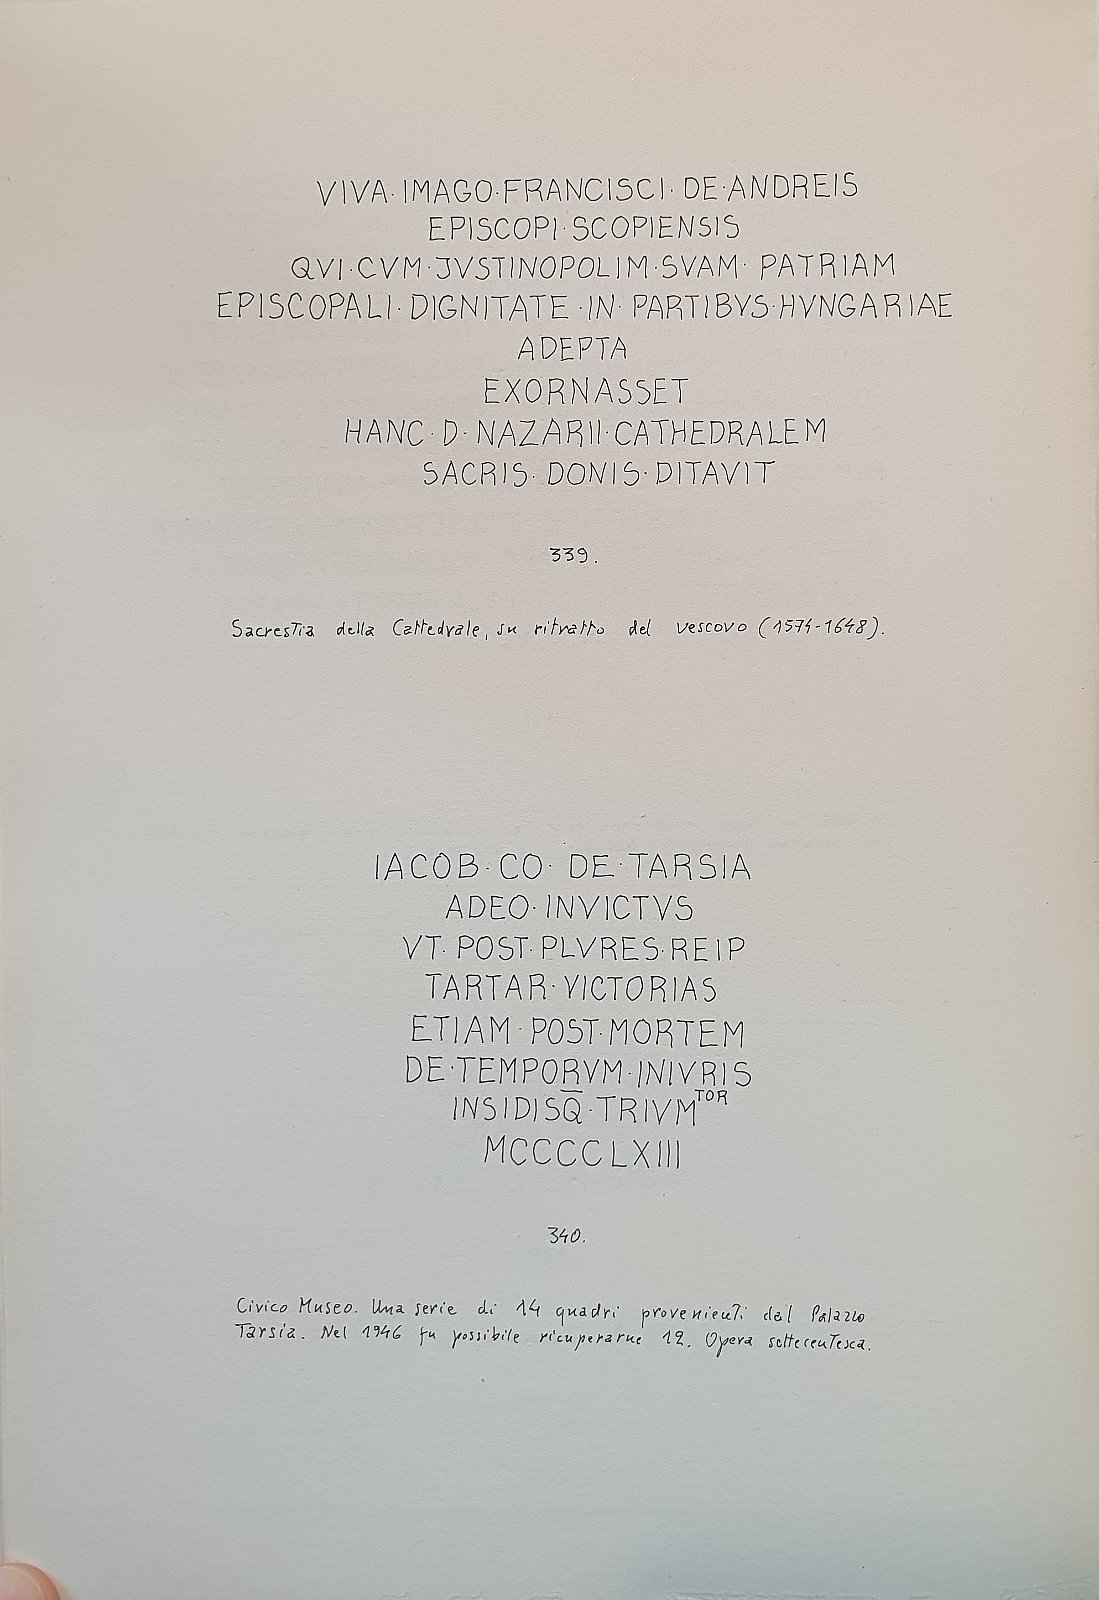 VIVA · IMAGO · FRANCISCI · DE · ANDREIS
EPISCOPI · SCOPIENSIS
QVI · CVM · JVSTINOPOLIM · SVAM · PATRIAM
EPISCOPALI · DIGNITATE · IN · PARTIBVS · HVNGARIAE
ADEPTA
EXORNASSET
HANC · D · NAZARII · CATHEDRALEM
SACRIS · DONIS · DITAVIT
339.
Sacrestia della Cattedrale, su ritratto del vescovo (1574-1648).
IACOB · CO · DE · TARSIA
ADEO · INVICTVS
VT · POST · PLVRES · REIP
TARTAR · VICTORIAS
ETIAM · POST · MORTEM
DE · TEMPORVM · INIVRIS
INSIDISQ̅ · TRIVMᵀᴼᴿ
MCCCCCLXIII
340.
Civico Museo. Una serie di 14 quadri provenienti dal Palazzo
Tarsia. Nel 1946 fu possibile ricuperarne 12. Opera settecentesca.